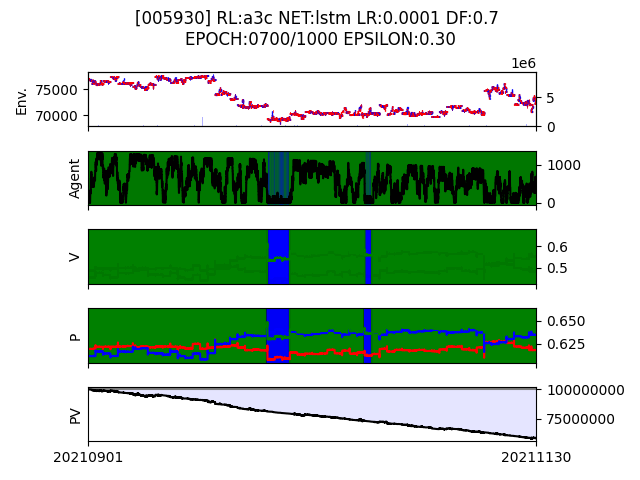 [005930] RL:a3c NET:lstm LR:0.0001 DF:0.7
EPOCH:0700/1000 EPSILON:0.30
1e6
Env.
75000
70000
5
0
Agent
1000
0
V
0.6
0.5
P
0.650
0.625
PV
100000000
75000000
20210901
20211130